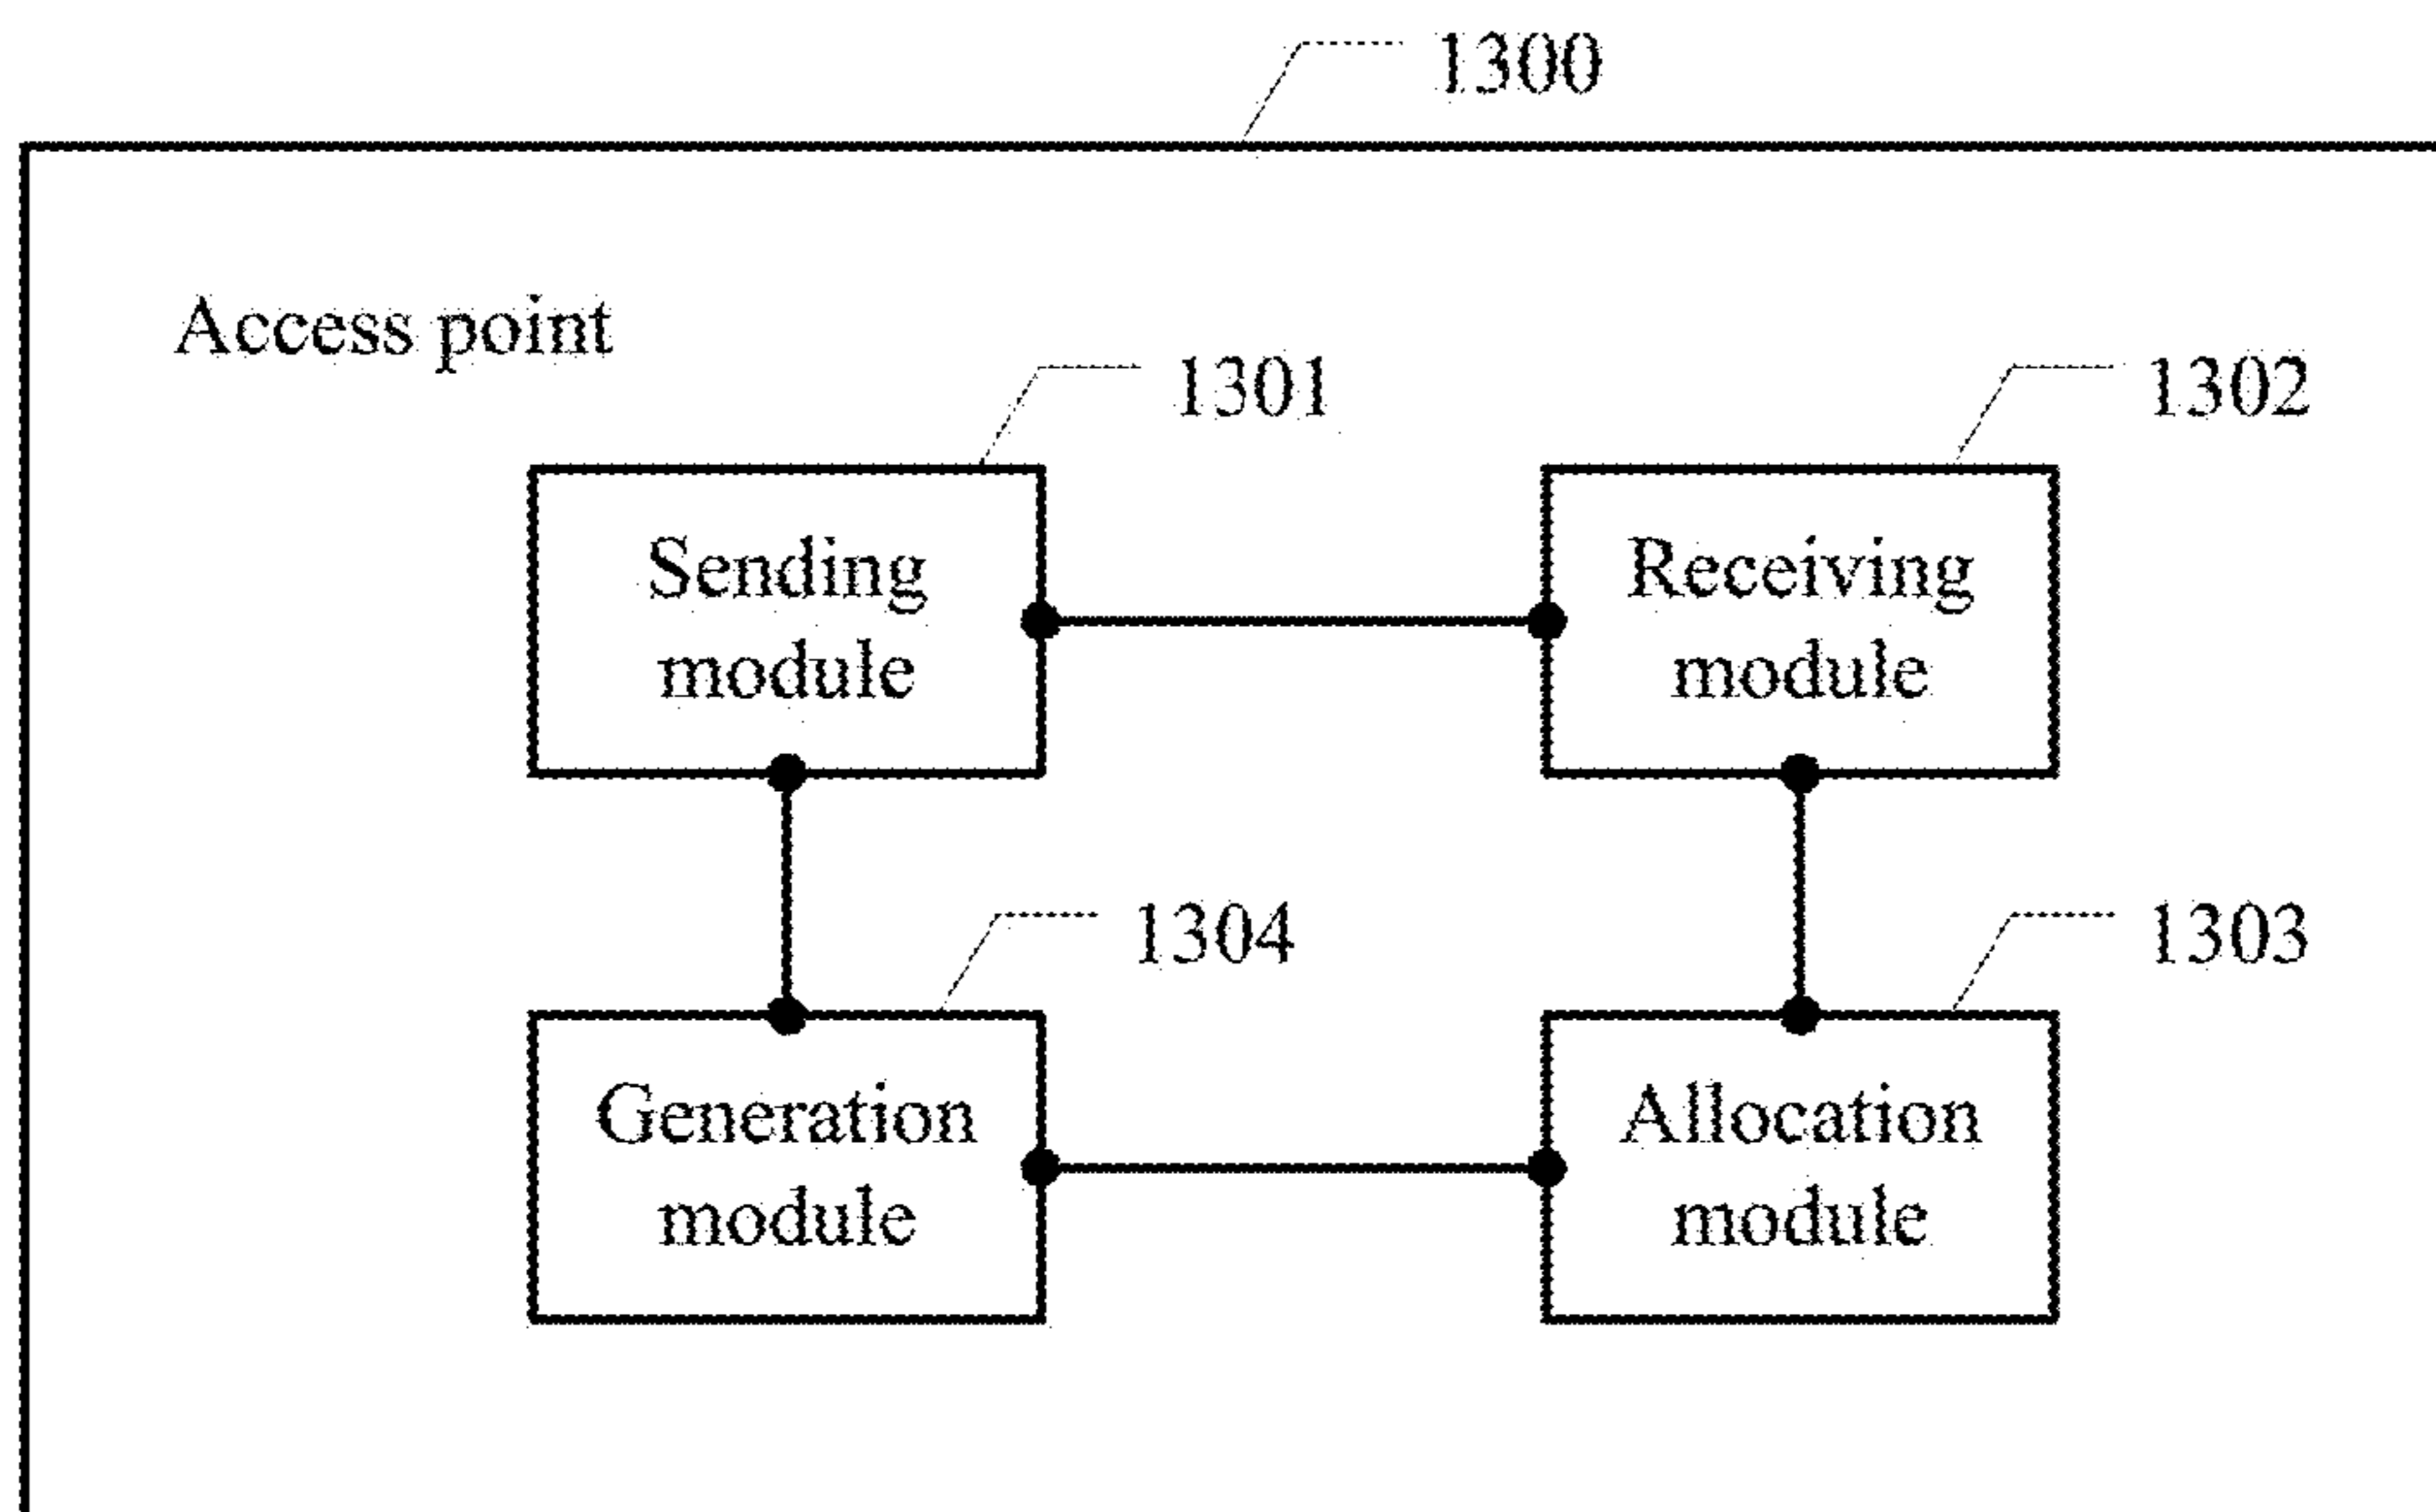 1300
Access point
1301
1302
Sending
module
Receiving
module
1304
1303
Generation
module
Allocation
module